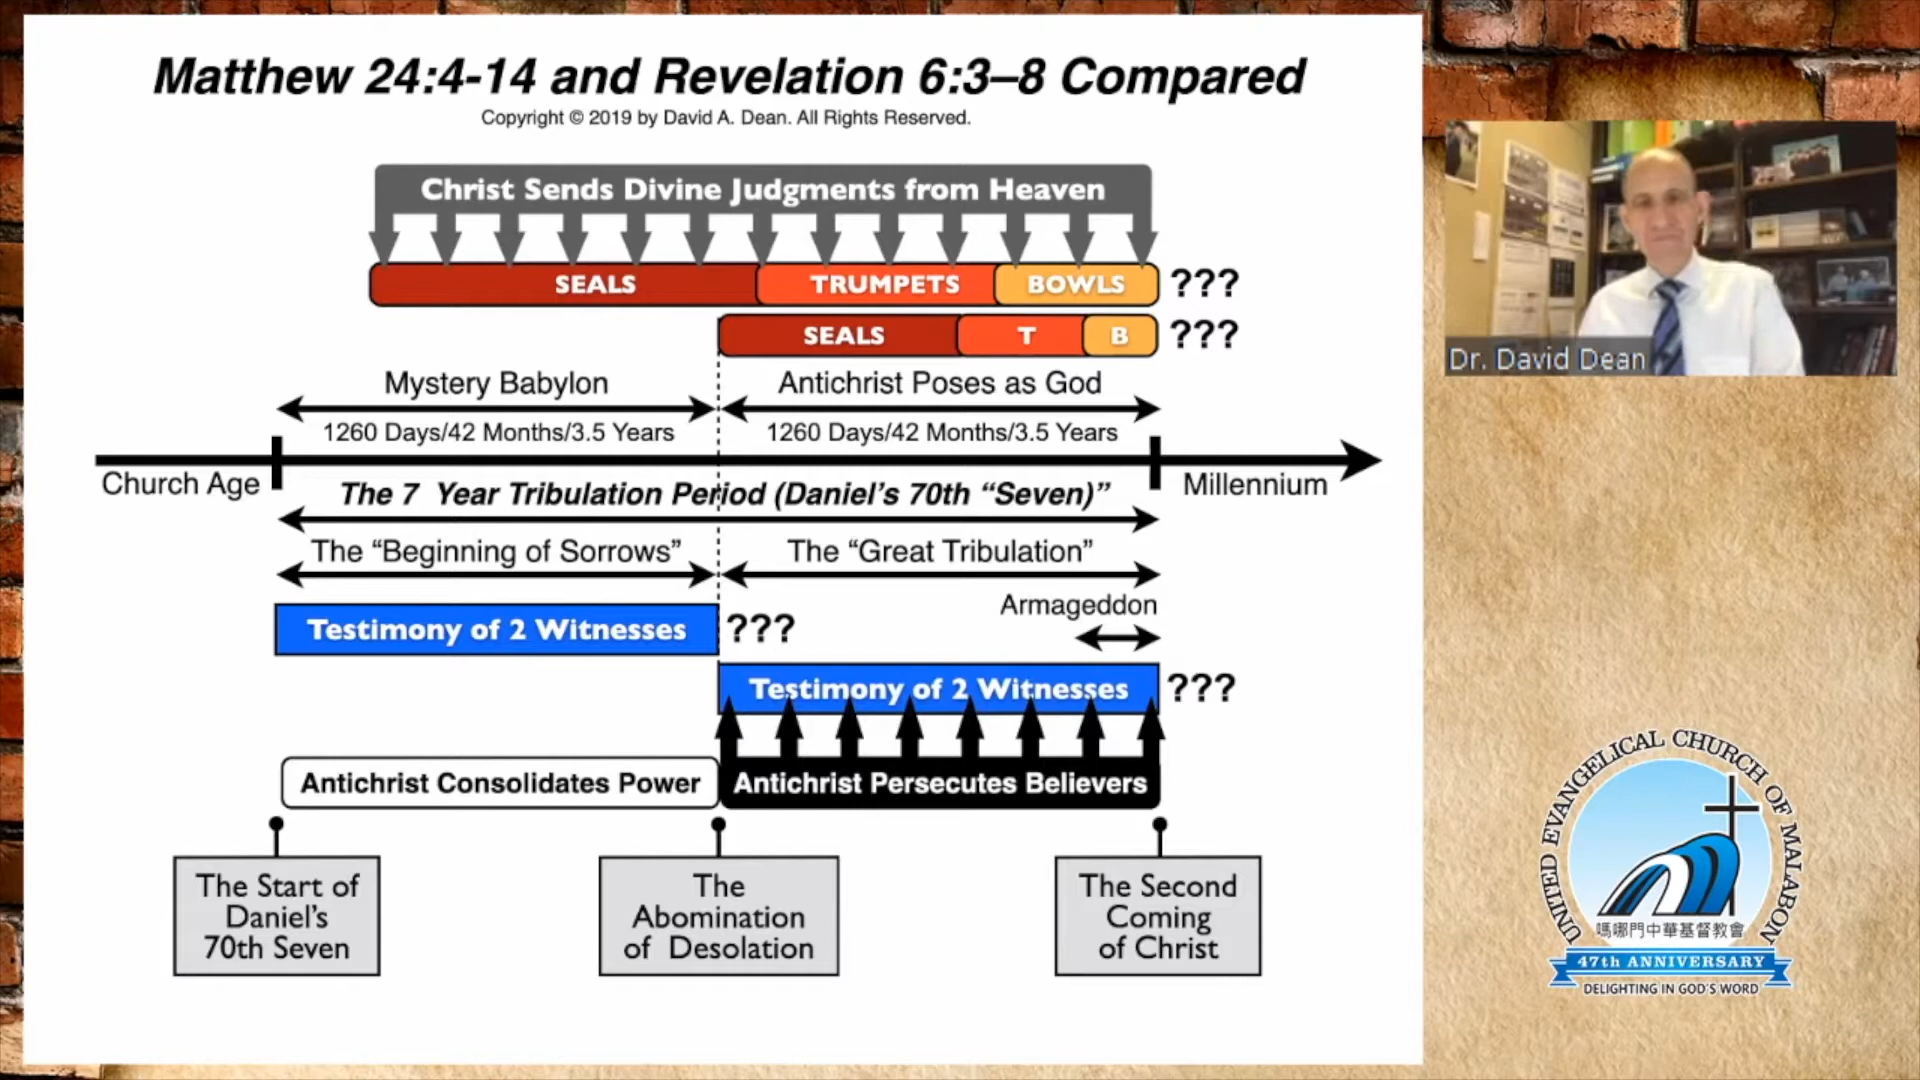 Matthew 24:4-14 and Revelation 6:3–8 Compared
Copyright © 2019 by David A. Dean. All Rights Reserved.
Christ Sends Divine Judgments from Heaven
SEALS TRUMPETS BOWLS ???
SEALS T B ???
Mystery Babylon Antichrist Poses as God
1260 Days/42 Months/3.5 Years 1260 Days/42 Months/3.5 Years
Church Age Millennium
The 7 Year Tribulation Period (Daniel’s 70th “Seven)”
The “Beginning of Sorrows” The “Great Tribulation”
Armageddon
Testimony of 2 Witnesses ???
Testimony of 2 Witnesses ???
Antichrist Consolidates Power Antichrist Persecutes Believers
The Start of
Daniel’s
70th Seven
The
Abomination
of Desolation
The Second
Coming
of Christ
Dr. David Dean
UNITED EVANGELICAL CHURCH OF MALABON
嗎哪門中華基督教會
47th ANNIVERSARY
DELIGHTING IN GOD'S WORD